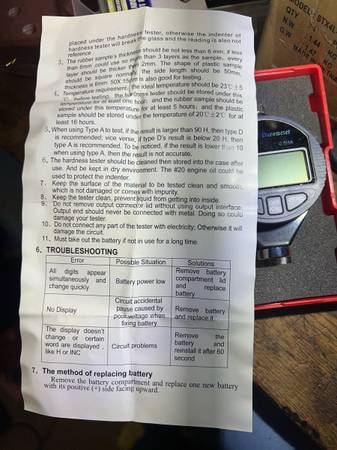 placed under the hardness tester, otherwise the indenter of
hardness tester will break the glass and the reading is also not
reference.
3、The rubber sample's thickness should be not less than 6 mm, if less
than 6mm could use no more than 3 layers as the sample, every
layer should be thicker than 2mm. The shape of plastic sample
should be square normally, the side length should be 50mm,
thickness is 6mm. 50X 15mm is also good for testing.
4、Temperature requirement: the ideal temperature should be 23℃±5
before testing, the hardness tester should be stored under this
temperature for at least one hour, and the rubber sample should be
stored under this temperature for at least 5 hours; and the plastic
sample should be stored under the temperature of 20℃±2℃ for at
least 16 hours.
5、When using Type A to test, if the result is larger than 90 H, then type D
is recommended; vice verse, if type D's result is below 20 H, then
type A is recommended. To be noticed, if the result is lower than 10
when using type A, then the result is not accurate.
6、The hardness tester should be cleaned then stored into the case after
use. And be kept in dry environment. The #20 engine oil could be
used to protect the indenter.
7、Keep the surface of the material to be tested clean and smooth,
which is not damaged or comes with impurity.
8、Keep the tester clean, prevent liquid from getting into inside.
9、Do not remove output connector lid without using output interface.
Output end should never be connected with metal. Doing so could
damage your tester.
10、Do not connect any part of the tester with electricity. Otherwise it will
damage the circuit.
11、Must take out the battery if not in use for a long time.
6、TROUBLESHOOTING
Error Possible Situation Solutions
All digits appear simultaneously and change quickly
Battery power low
Remove battery compartment lid and replace battery
No Display
Circuit accidental pause caused by poor voltage when fixing battery
Remove battery and replace it
The display doesn't change or certain word are displayed, like H or INC
Circuit problems
Remove the battery and reinstall it after 60 second
7、The method of replacing battery
Remove the battery compartment and replace one new battery
with its positive (+) side facing upward.